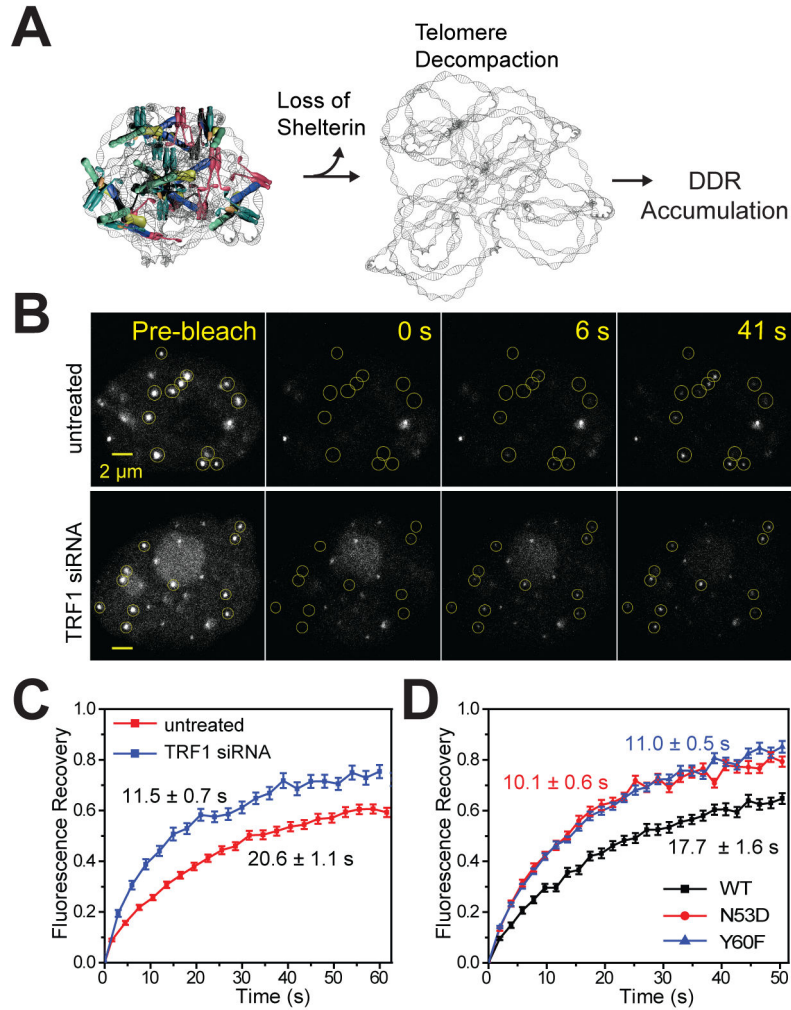 A
Loss of
Shelterin
Telomere
Decompaction
DDR
Accumulation
B
untreated
Pre-bleach
2 μm
0 s
6 s
41 s
TRF1 siRNA
C
Fluorescence Recovery
1.0
0.8
0.6
0.4
0.2
0.0
untreated
TRF1 siRNA
11.5 ± 0.7 s
20.6 ± 1.1 s
0 10 20 30 40 50 60
Time (s)
D
Fluorescence Recovery
1.0
0.8
0.6
0.4
0.2
0.0
11.0 ± 0.5 s
10.1 ± 0.6 s
17.7 ± 1.6 s
WT
N53D
Y60F
0 10 20 30 40 50
Time (s)